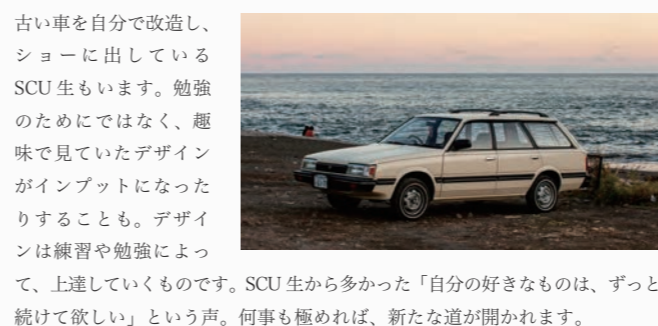 古い車を自分で改造し、
ショーに出している
SCU 生もいます。勉強
のためにではなく、趣
味で見ていたデザイン
がインプットになった
りすることも。デザイ
ンは練習や勉強によっ
て、上達していくものです。SCU 生から多かった「自分の好きなものは、ずっと
続けて欲しい」という声。何事も極めれば、新たな道が開かれます。